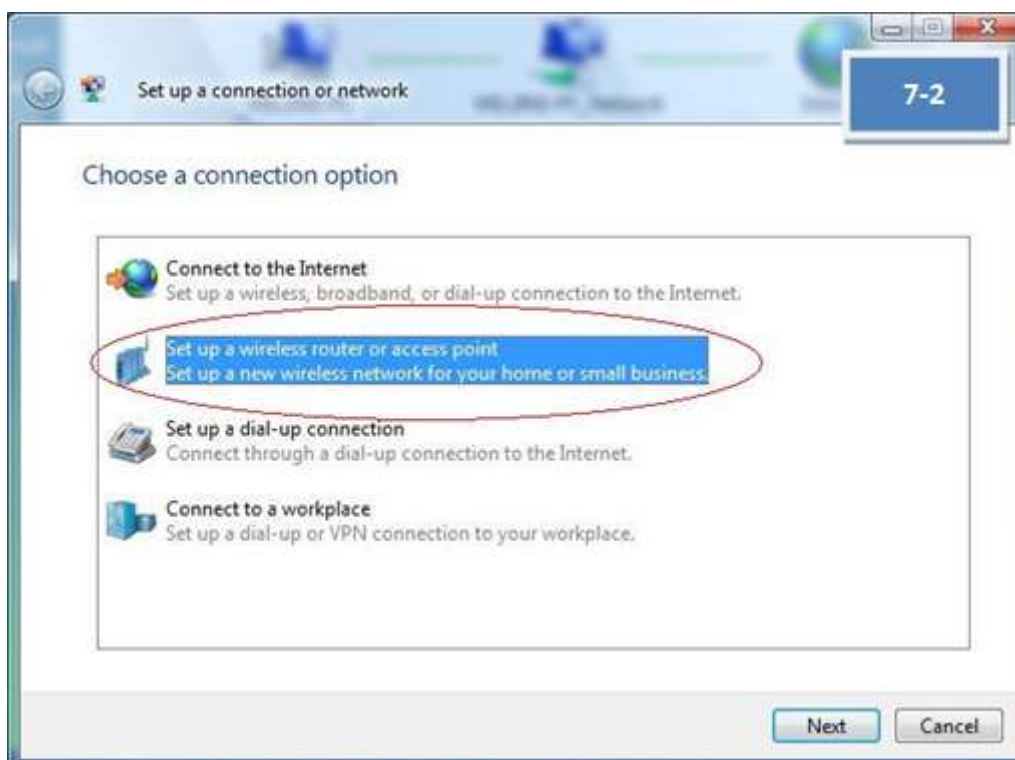 Set up a connection or network
7-2
Choose a connection option
Connect to the Internet
Set up a wireless, broadband, or dial-up connection to the Internet.
Set up a wireless router or access point
Set up a new wireless network for your home or small business.
Set up a dial-up connection
Connect through a dial-up connection to the Internet.
Connect to a workplace
Set up a dial-up or VPN connection to your workplace.
Next
Cancel